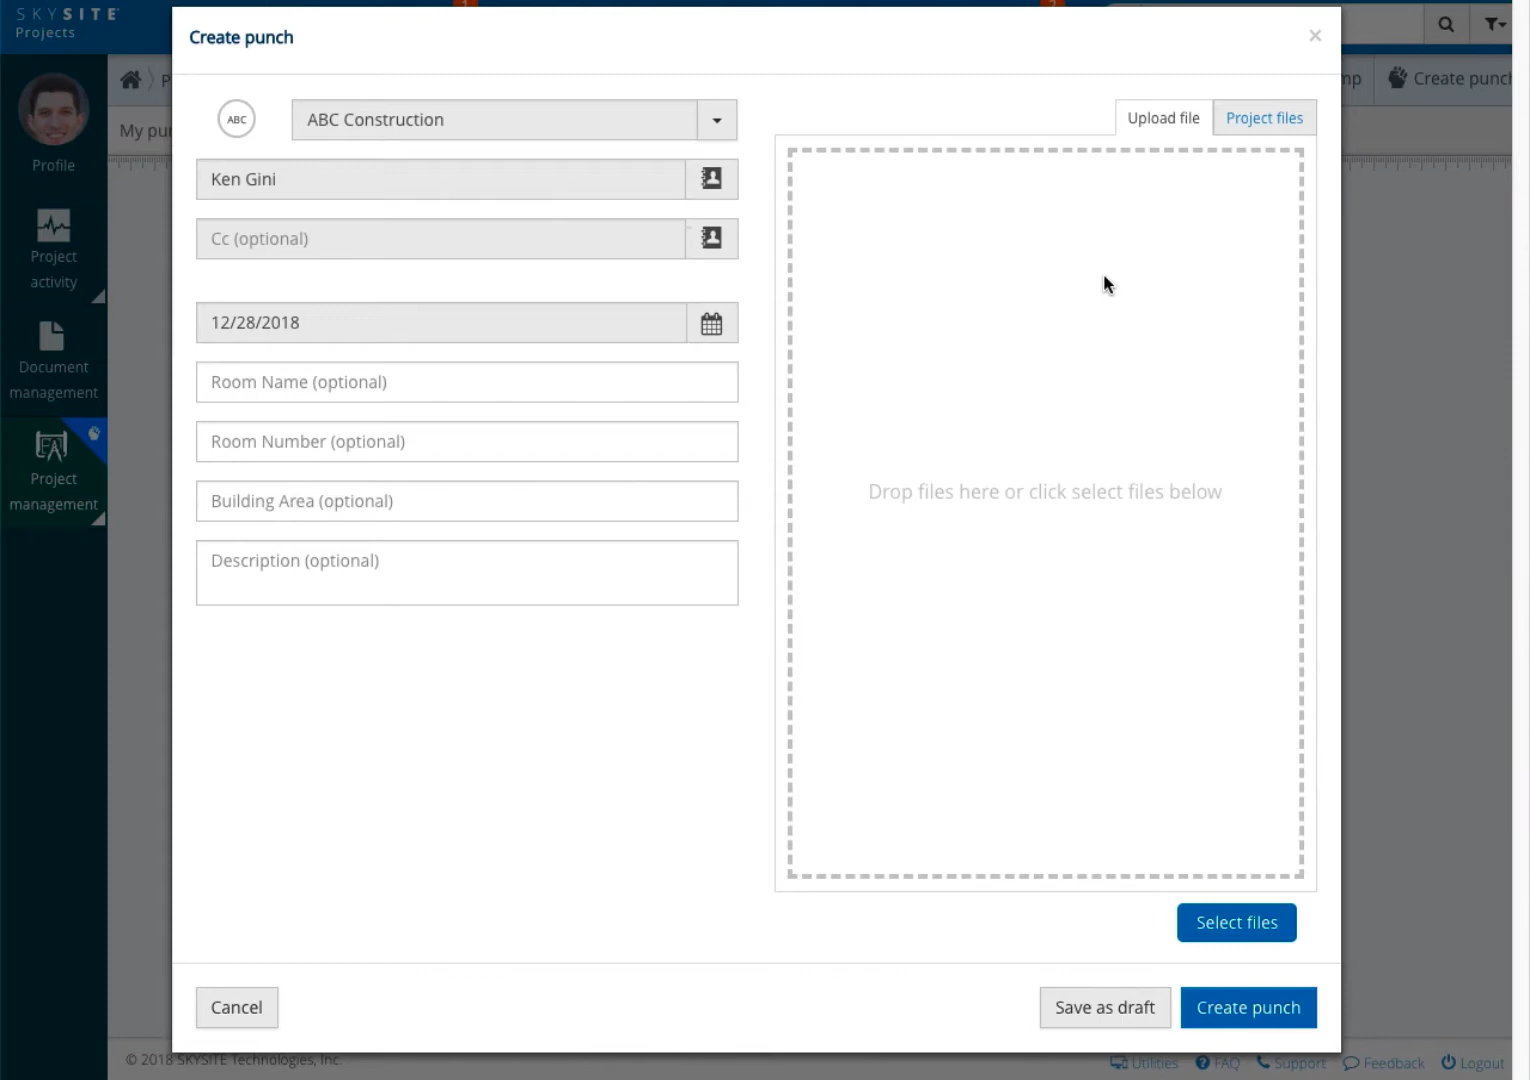 SKYSITE
Projects
1
2
Create punch
×
Profile
Project
activity
Document
management
Project
management
P
My pu
ABC
ABC Construction
Ken Gini
Cc (optional)
12/28/2018
Room Name (optional)
Room Number (optional)
Building Area (optional)
Description (optional)
Upload file
Project files
Drop files here or click select files below
Select files
Cancel
Save as draft
Create punch
mp
Create punch
© 2018 SKYSITE Technologies, Inc.
Utilities
FAQ
Support
Feedback
Logout